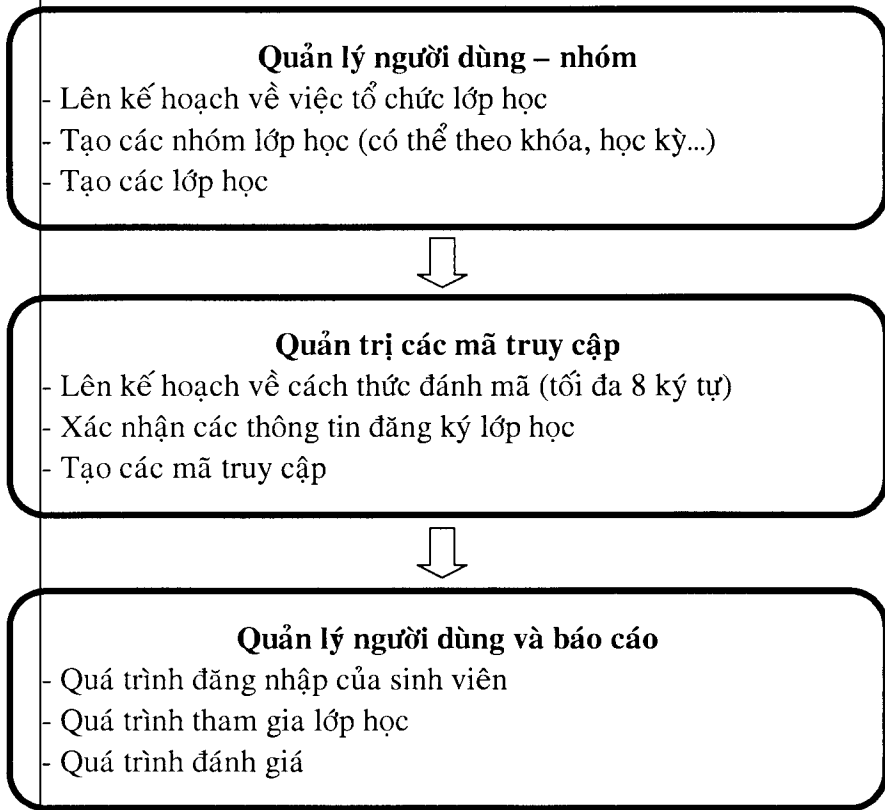 Quản lý người dùng – nhóm
- Lên kế hoạch về việc tổ chức lớp học
- Tạo các nhóm lớp học (có thể theo khóa, học kỳ...)
- Tạo các lớp học
Quản trị các mã truy cập
- Lên kế hoạch về cách thức đánh mã (tối đa 8 ký tự)
- Xác nhận các thông tin đăng ký lớp học
- Tạo các mã truy cập
Quản lý người dùng và báo cáo
- Quá trình đăng nhập của sinh viên
- Quá trình tham gia lớp học
- Quá trình đánh giá